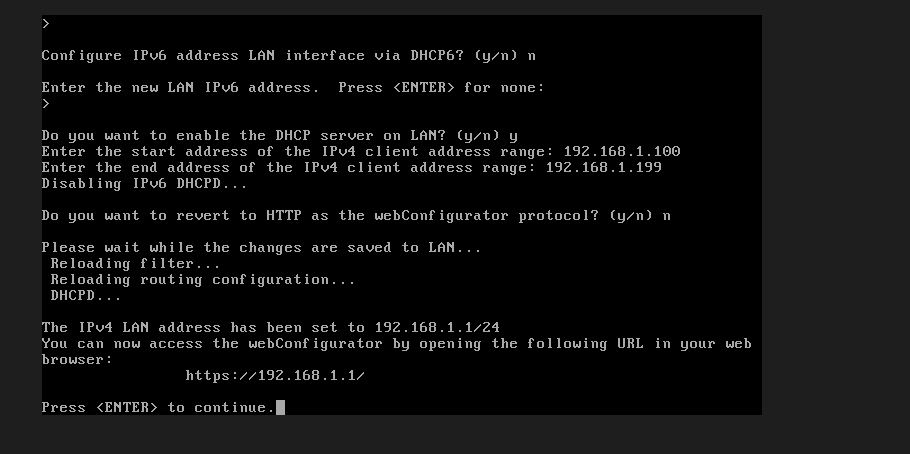 >
Configure IPv6 address LAN interface via DHCP6? (y/n) n
Enter the new LAN IPv6 address.  Press <ENTER> for none:
>
Do you want to enable the DHCP server on LAN? (y/n) y
Enter the start address of the IPv4 client address range: 192.168.1.100
Enter the end address of the IPv4 client address range: 192.168.1.199
Disabling IPv6 DHCPD...
Do you want to revert to HTTP as the webConfigurator protocol? (y/n) n
Please wait while the changes are saved to LAN...
Reloading filter...
Reloading routing configuration...
DHCPD...
The IPv4 LAN address has been set to 192.168.1.1/24
You can now access the webConfigurator by opening the following URL in your web
browser:
https://192.168.1.1/
Press <ENTER> to continue.